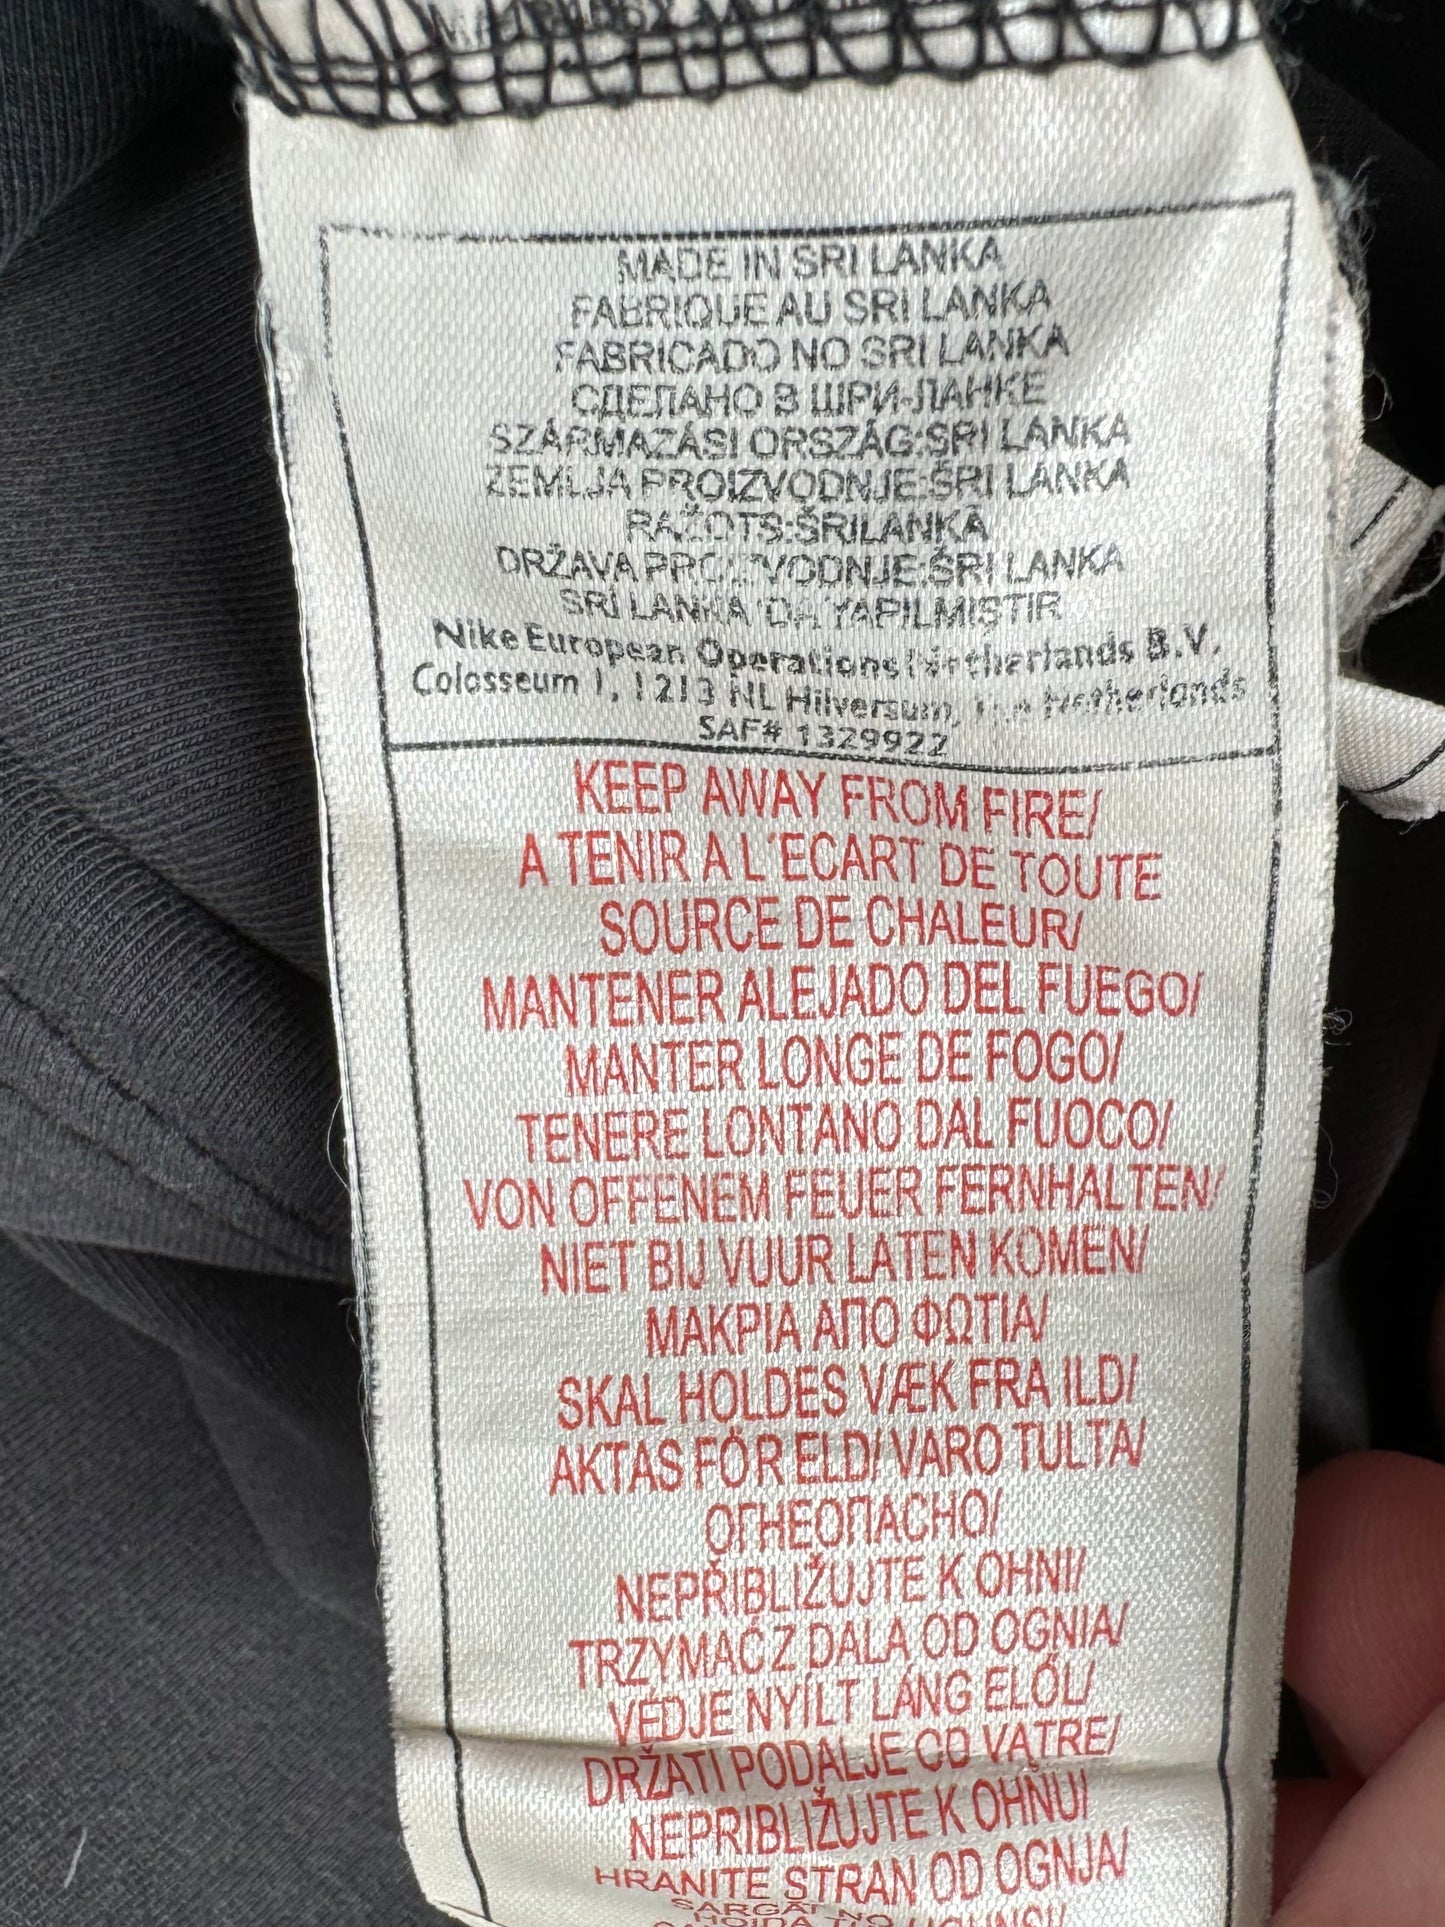 MADE IN SRI LANKA
FABRIQUE AU SRI LANKA
FABRICADO NO SRI LANKA
СДЕЛАНО В ШРИ-ЛАНКЕ
SZÁRMAZÁSI ORSZÁG:SRI LANKA
ZEMLJA PROIZVODNJE:ŠRI LANKA
RAŽOTS:ŠRILANKĀ
DRŽAVA PROIZVODNJE:ŠRI LANKA
SRİ LANKA 'DA YAPILMIŞTIR
Nike European Operations Netherlands B.V.
Colosseum 1, 1213 NL Hilversum, The Netherlands
SAF# 1329922
KEEP AWAY FROM FIRE/
A TENIR A L'ECART DE TOUTE
SOURCE DE CHALEUR/
MANTENER ALEJADO DEL FUEGO/
MANTER LONGE DE FOGO/
TENERE LONTANO DAL FUOCO/
VON OFFENEM FEUER FERNHALTEN/
NIET BIJ VUUR LATEN KOMEN/
ΜΑΚΡΙΑ ΑΠΟ ΦΩΤΙΑ/
SKAL HOLDES VÆK FRA ILD/
AKTAS FÖR ELD/ VARO TULTA/
ОГНЕОПАСНО/
NEPŘIBLIŽUJTE K OHNI/
TRZYMAĆ Z DALA OD OGNIA/
VÉDJE NYÍLT LÁNG ELŐL/
DRŽATI PODALJE OD VATRE/
NEPRIBLIŽUJTE K OHŇU/
HRANITE STRAN OD OGNJA/